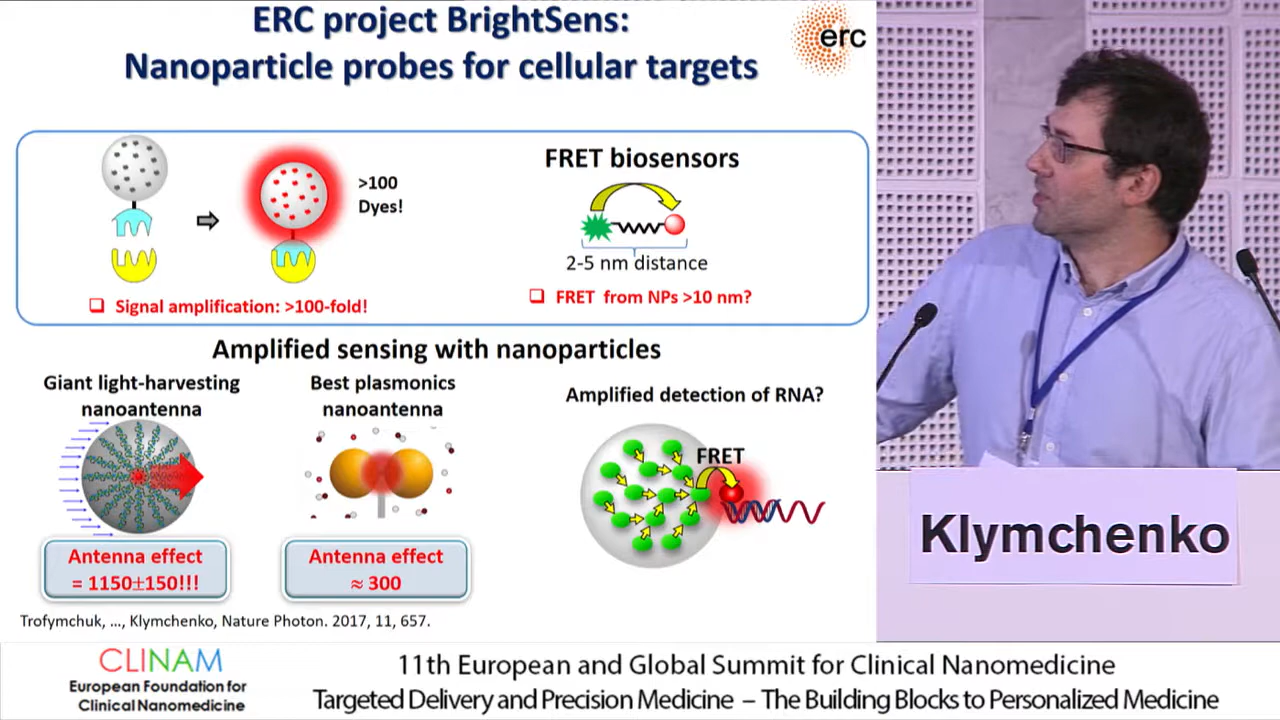 ERC project BrightSens:
Nanoparticle probes for cellular targets
erc
>100
Dyes!
❑ Signal amplification: >100-fold!
FRET biosensors
2-5 nm distance
❑ FRET from NPs >10 nm?
Amplified sensing with nanoparticles
Giant light-harvesting
nanoantenna
Antenna effect
= 1150±150!!!
Best plasmonics
nanoantenna
Antenna effect
≈ 300
Amplified detection of RNA?
FRET
Trofymchuk, ..., Klymchenko, Nature Photon. 2017, 11, 657.
Klymchenko
CLINAM
European Foundation for
Clinical Nanomedicine
11th European and Global Summit for Clinical Nanomedicine
Targeted Delivery and Precision Medicine – The Building Blocks to Personalized Medicine